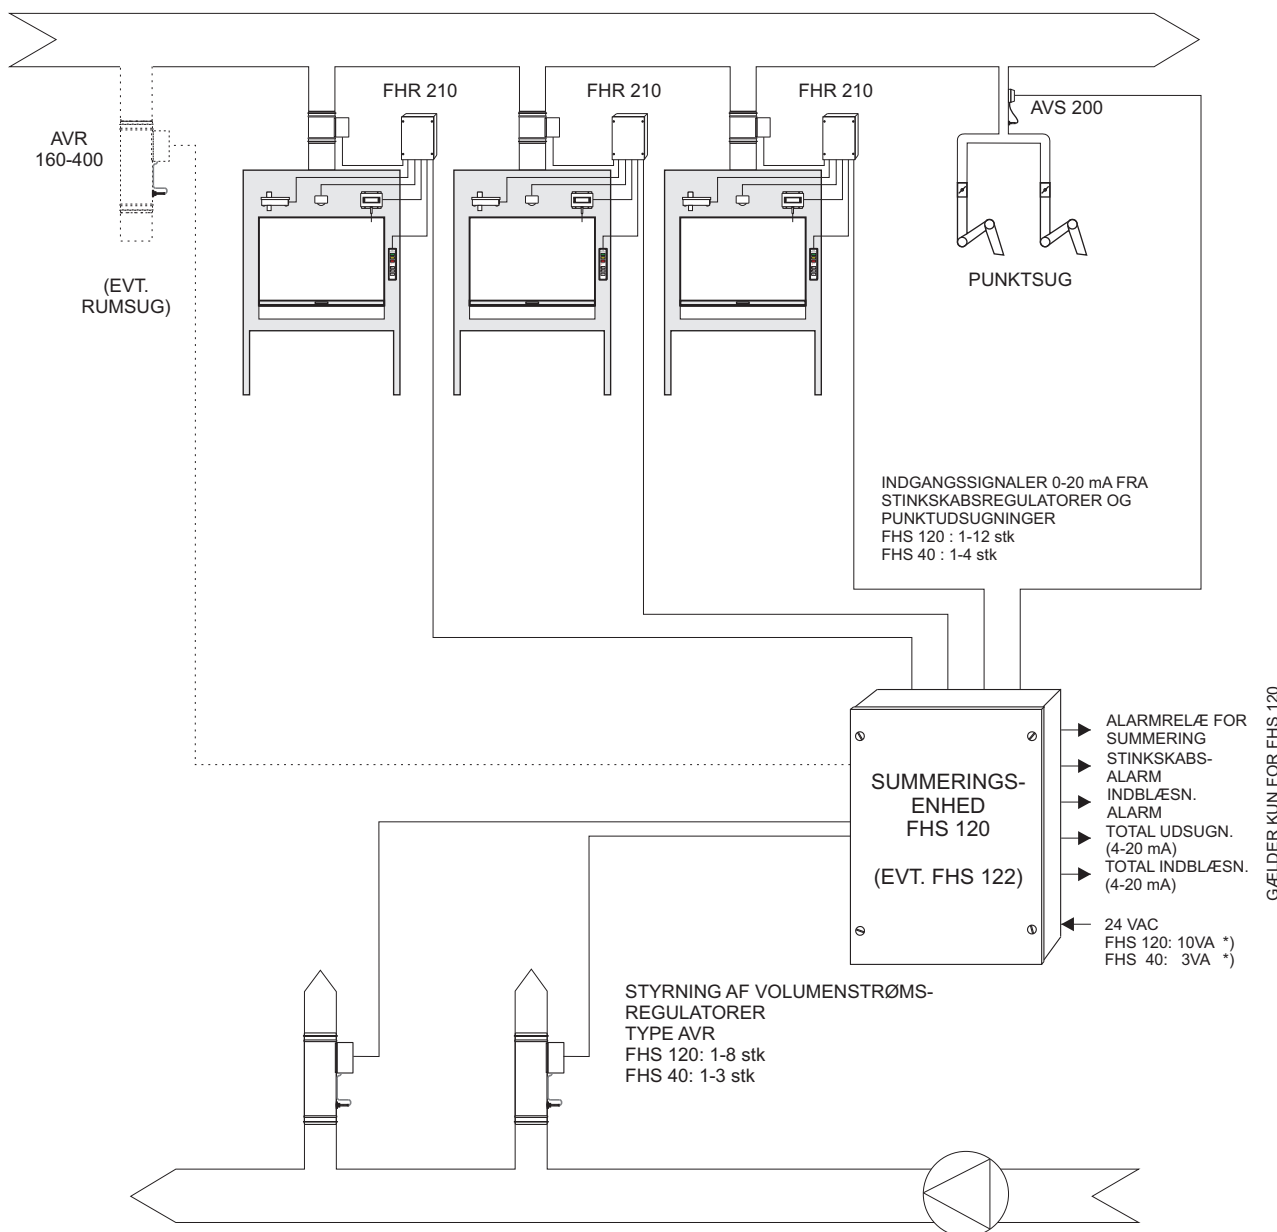 FHR 210
FHR 210
FHR 210
AVS 200
AVR
160-400
(EVT.
RUMSUG)
PUNKTSUG
INDGANGSSIGNALER 0-20 mA FRA
STINKSKABSREGULATORER OG
PUNKTUDSUGNINGER
FHS 120 : 1-12 stk
FHS 40 : 1-4 stk
SUMMERINGS-
ENHED
FHS 120
(EVT. FHS 122)
ALARMRELÆ FOR
SUMMERING
STINKSKABS-
ALARM
INDBLÆSN.
ALARM
TOTAL UDSUGN.
(4-20 mA)
TOTAL INDBLÆSN.
(4-20 mA)
GÆLDER KUN FOR FHS 120
24 VAC
FHS 120: 10VA *)
FHS 40: 3VA *)
STYRNING AF VOLUMENSTRØMS-
REGULATORER
TYPE AVR
FHS 120: 1-8 stk
FHS 40: 1-3 stk